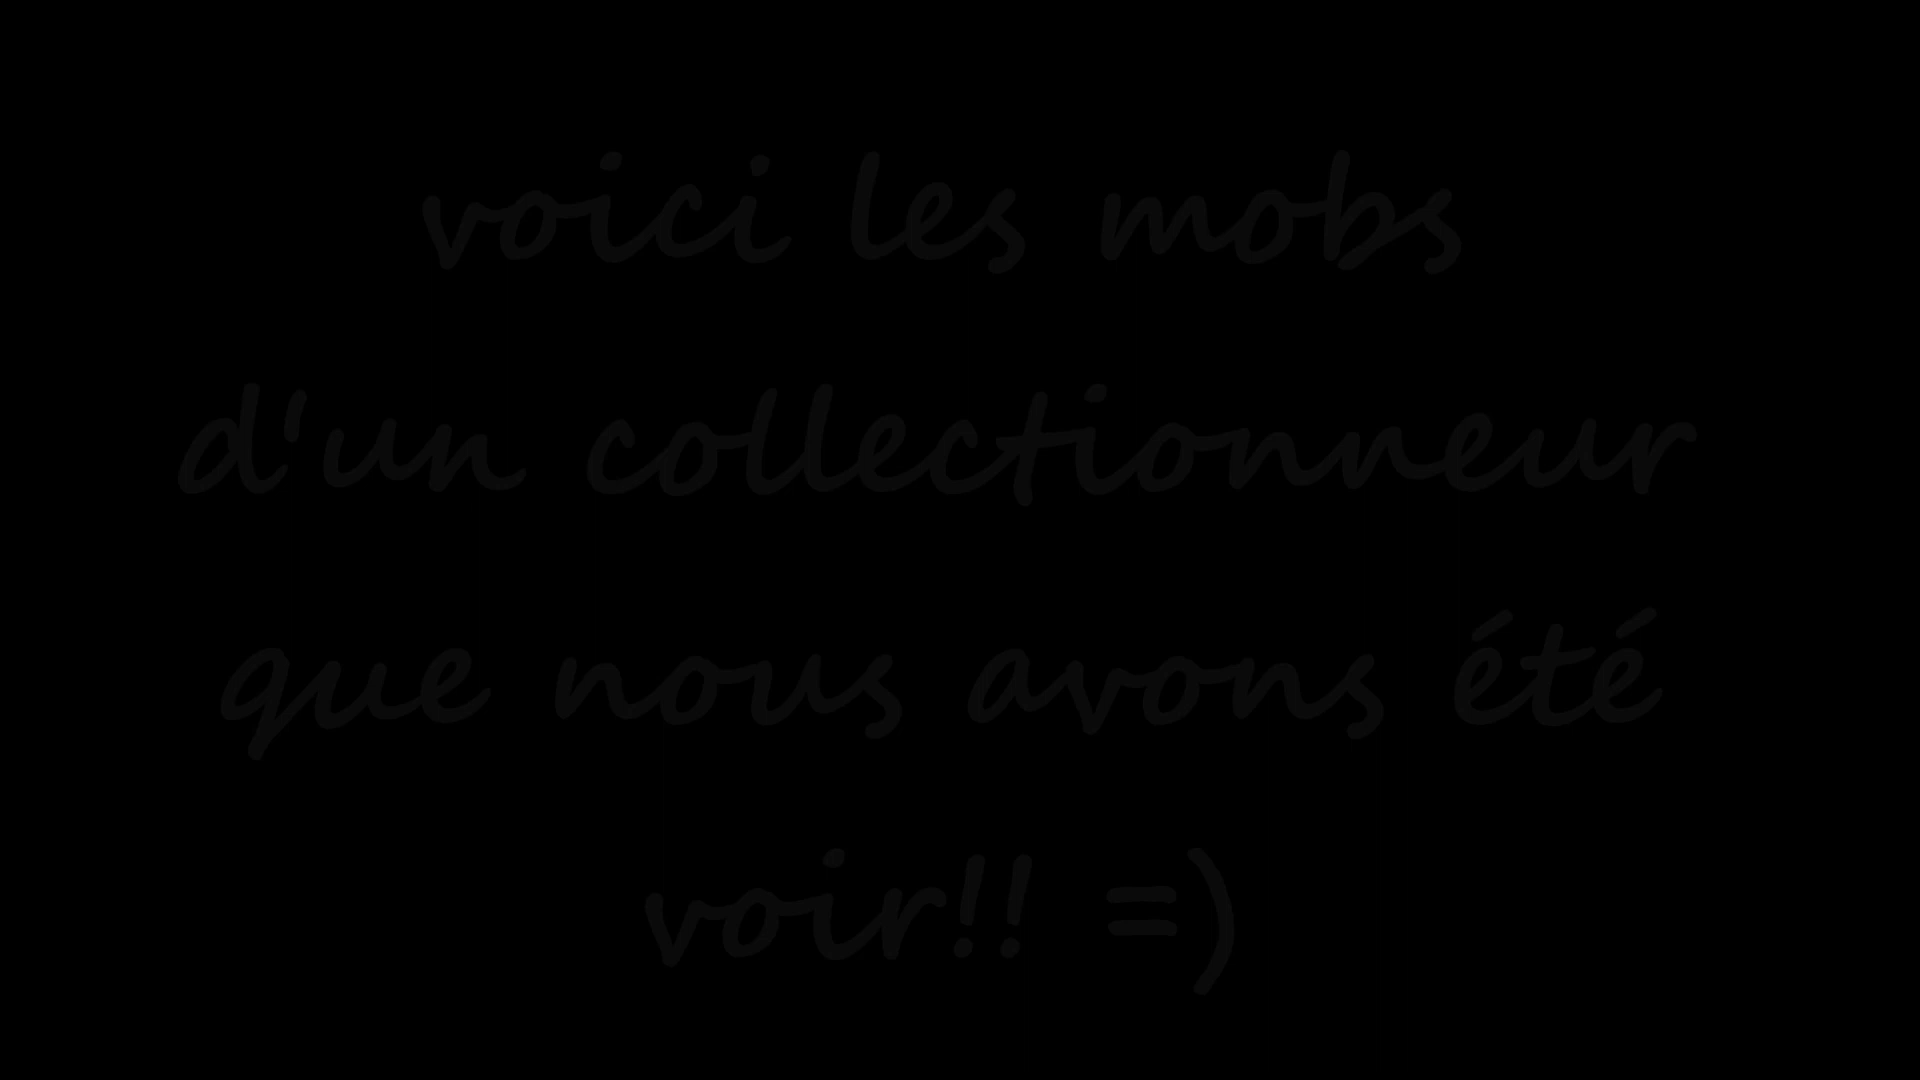 voici les mobs
d'un collectionneur
que nous avons été
voir!! =)